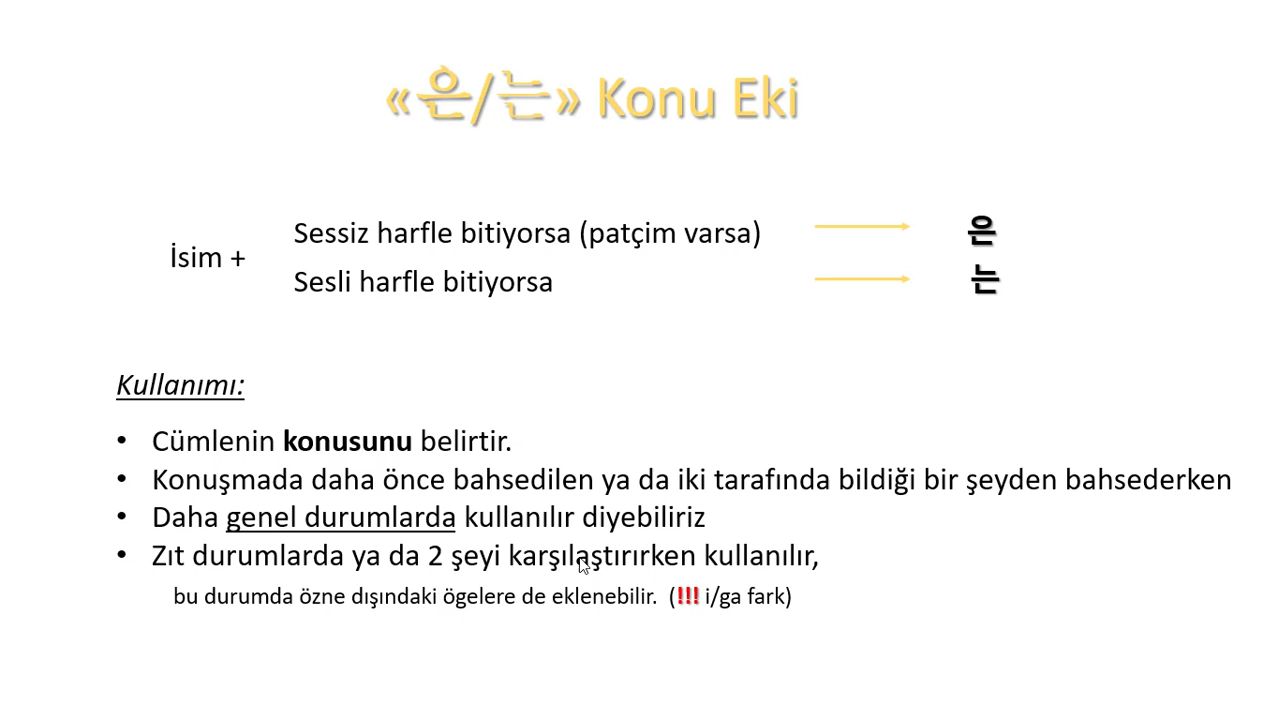 «은/는» Konu Eki
Sessiz harfle bitiyorsa (patçim varsa) 은
İsim +
Sesli harfle bitiyorsa 는
Kullanımı:
• Cümlenin konusunu belirtir.
• Konuşmada daha önce bahsedilen ya da iki tarafında bildiği bir şeyden bahsederken
• Daha genel durumlarda kullanılır diyebiliriz
• Zıt durumlarda ya da 2 şeyi karşılaştırırken kullanılır,
bu durumda özne dışındaki ögelere de eklenebilir. (!!! i/ga fark)